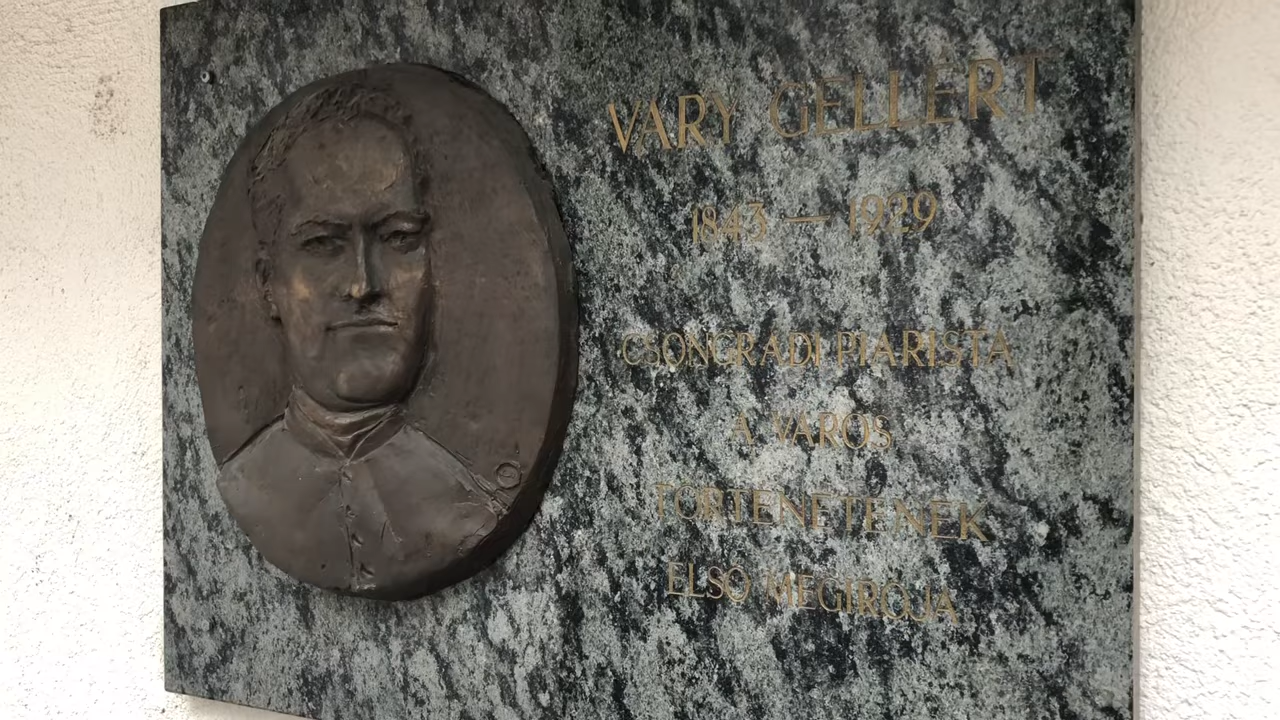 VÁRY GELLÉRT
1843 — 1929
CSONGRÁDI PIARISTA
A VÁROS
TÖRTÉNETÉNEK
ELSŐ MEGÍRÓJA